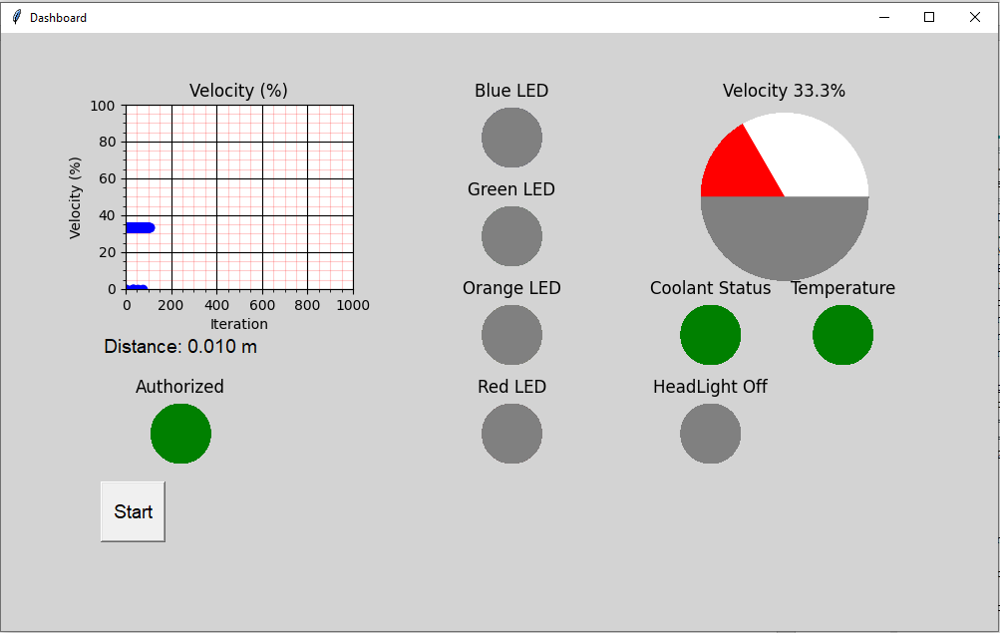 Dashboard
Velocity (%)
100
80
60
40
20
0
Velocity (%)
0 200 400 600 800 1000
Iteration
Distance: 0.010 m
Authorized
Start
Blue LED
Green LED
Orange LED
Red LED
Velocity 33.3%
Coolant Status Temperature
HeadLight Off